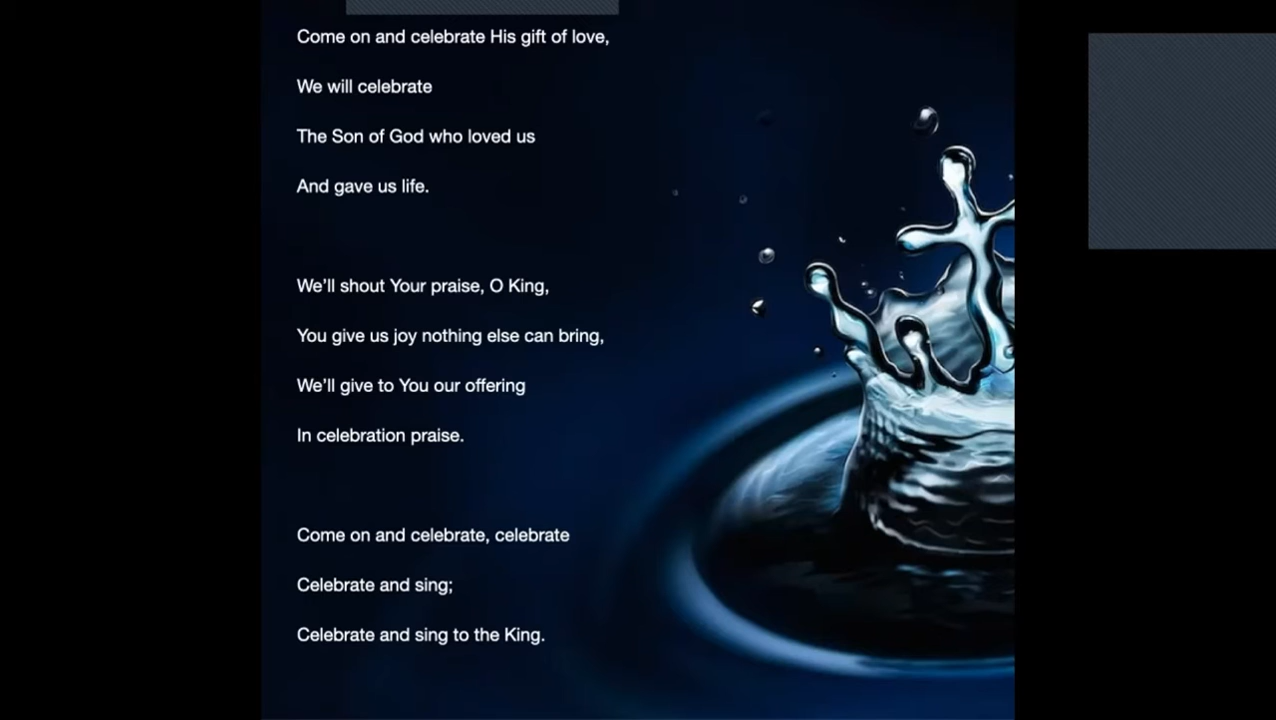 Come on and celebrate His gift of love,
We will celebrate
The Son of God who loved us
And gave us life.
We’ll shout Your praise, O King,
You give us joy nothing else can bring,
We’ll give to You our offering
In celebration praise.
Come on and celebrate, celebrate
Celebrate and sing;
Celebrate and sing to the King.